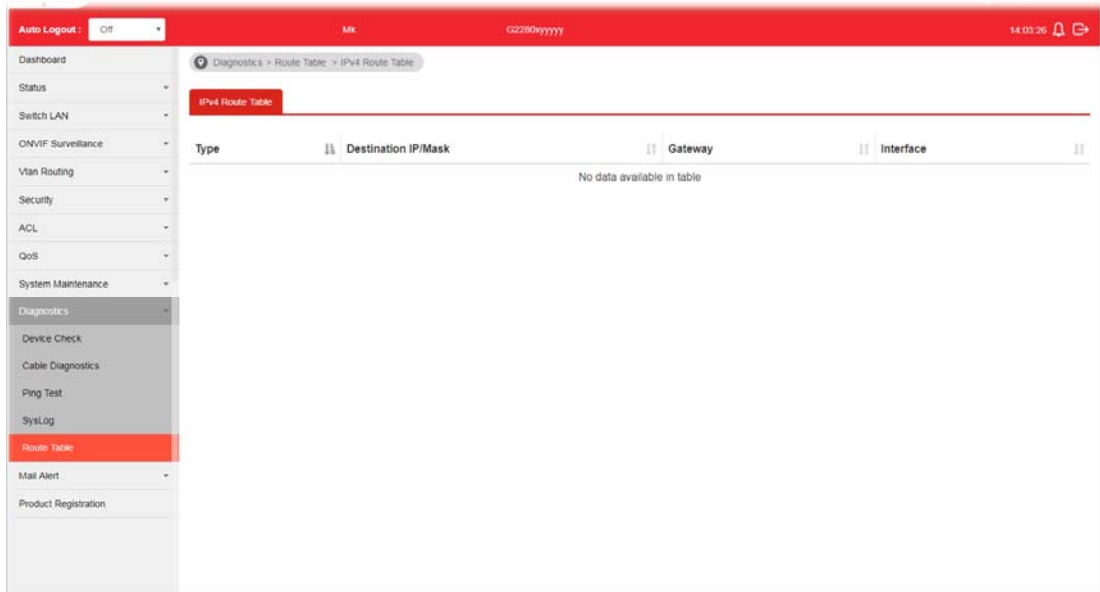 Auto Logout : Off Mk G2280xyyyyy 14:03:26
Dashboard
Diagnostics > Route Table > IPv4 Route Table
Status
Switch LAN
IPv4 Route Table
ONVIF Surveillance
Type Destination IP/Mask Gateway Interface
Vlan Routing
No data available in table
Security
ACL
QoS
System Maintenance
Diagnostics
Device Check
Cable Diagnostics
Ping Test
SysLog
Route Table
Mail Alert
Product Registration